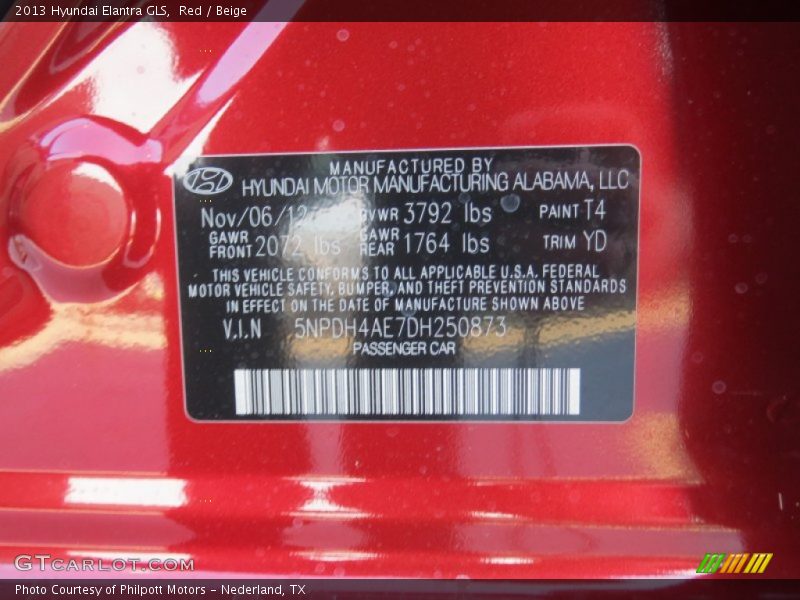 2013 Hyundai Elantra GLS,  Red / Beige
MANUFACTURED BY
HYUNDAI MOTOR MANUFACTURING ALABAMA, LLC
Nov/06/12 GVWR 3792 lbs PAINT T4
GAWR FRONT 2072 lbs GAWR REAR 1764 lbs TRIM YD
THIS VEHICLE CONFORMS TO ALL APPLICABLE U.S.A. FEDERAL
MOTOR VEHICLE SAFETY, BUMPER, AND THEFT PREVENTION STANDARDS
IN EFFECT ON THE DATE OF MANUFACTURE SHOWN ABOVE
V.I.N 5NPDH4AE7DH250873
PASSENGER CAR
GTCARLOT.COM
Photo Courtesy of Philpott Motors – Nederland, TX